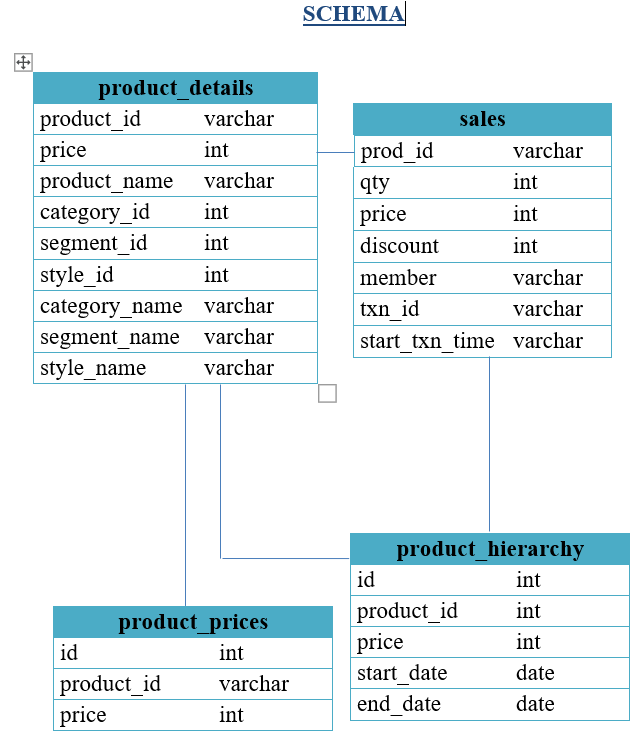 SCHEMA
product_details
product_id varchar
price int
product_name varchar
category_id int
segment_id int
style_id int
category_name varchar
segment_name varchar
style_name varchar
sales
prod_id varchar
qty int
price int
discount int
member varchar
txn_id varchar
start_txn_time varchar
product_prices
id int
product_id varchar
price int
product_hierarchy
id int
product_id int
price int
start_date date
end_date date